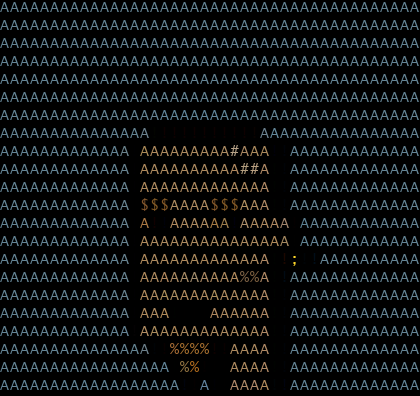 AAAAAAAAAAAAAAAAAAAAAAAAAAAAAAAAAAAAAAAAAA
AAAAAAAAAAAAAAAAAAAAAAAAAAAAAAAAAAAAAAAAAA
AAAAAAAAAAAAAAAAAAAAAAAAAAAAAAAAAAAAAAAAAA
AAAAAAAAAAAAAAAAAAAAAAAAAAAAAAAAAAAAAAAAAA
AAAAAAAAAAAAAAAAAAAAAAAAAAAAAAAAAAAAAAAAAA
AAAAAAAAAAAAAAAAAAAAAAAAAAAAAAAAAAAAAAAAAA
AAAAAAAAAAAAAAAAAAAAAAAAAAAAAAAAAAAAAAAAAA
AAAAAAAAAAAAAAA           AAAAAAAAAAAAAAAA
AAAAAAAAAAAAA AAAAAAAAA#AAA  AAAAAAAAAAAAA
AAAAAAAAAAAAA AAAAAAAAAA##A  AAAAAAAAAAAAA
AAAAAAAAAAAAA AAAAAAAAAAAAA  AAAAAAAAAAAAA
AAAAAAAAAAAAA $$$AAAA$$$AAA  AAAAAAAAAAAAA
AAAAAAAAAAAAA A  AAAAAA AAAAA AAAAAAAAAAAA
AAAAAAAAAAAAA AAAAAAAAAAAAAAA AAAAAAAAAAAA
AAAAAAAAAAAAA AAAAAAAAAAAAA  ;  AAAAAAAAAA
AAAAAAAAAAAAA AAAAAAAAAA%%A  AAAAAAAAAAAAA
AAAAAAAAAAAAA AAAAAAAAAAAAA  AAAAAAAAAAAAA
AAAAAAAAAAAAA AAA    AAAAAA  AAAAAAAAAAAAA
AAAAAAAAAAAAA AAAAAAAAAAAAA  AAAAAAAAAAAAA
AAAAAAAAAAAAAAA  %%%%  AAAA  AAAAAAAAAAAAA
AAAAAAAAAAAAAAAAA %%   AAAA  AAAAAAAAAAAAA
AAAAAAAAAAAAAAAAAA  A  AAAA  AAAAAAAAAAAAA